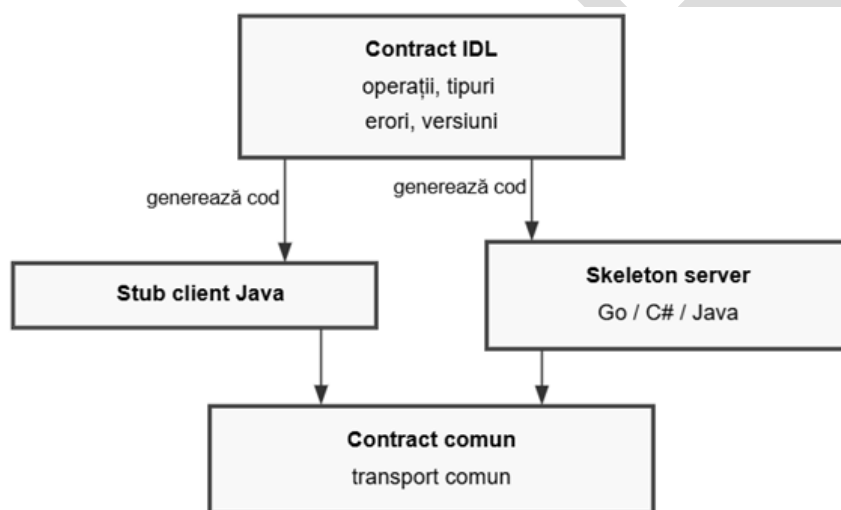 Contract IDL
operații, tipuri
erori, versiuni
generează cod
generează cod
Stub client Java
Skeleton server
Go / C# / Java
Contract comun
transport comun